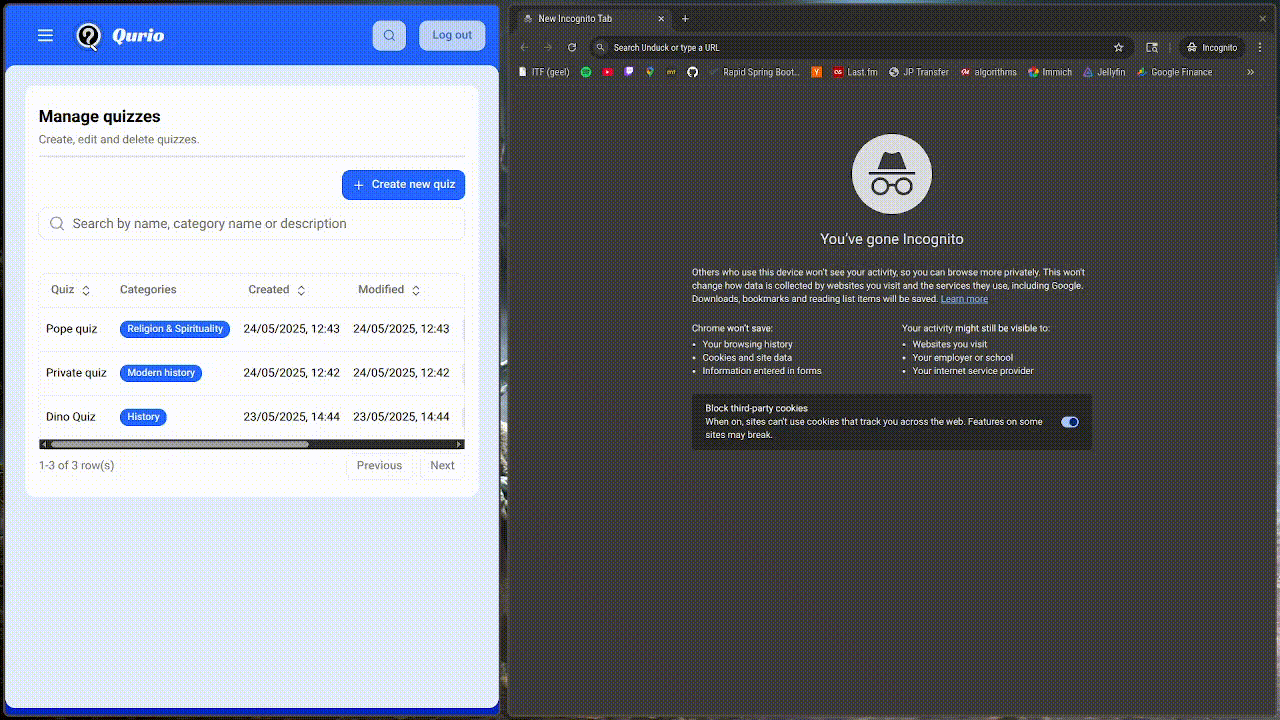 Qurio
Log out
Manage quizzes
Create, edit and delete quizzes.
Create new quiz
Search by name, category name or description
Quiz Categories Created Modified
Pope quiz Religion & Spirituality 24/05/2025, 12:43 24/05/2025, 12:43
Private quiz Modern history 24/05/2025, 12:42 24/05/2025, 12:42
Dino Quiz History 23/05/2025, 14:44 23/05/2025, 14:44
1-3 of 3 row(s) Previous Next
New Incognito Tab
Search Unduck or type a URL Incognito
ITF (geel) mt Rapid Spring Boot... Last.fm JP Transfer algorithms Immich Jellyfin Google Finance
You've gone Incognito
Others who use this device won't see your activity, so you can browse more privately. This won't
change how data is collected by websites you visit and the services they use, including Google.
Downloads, bookmarks and reading list items will be saved. Learn more
Chrome won't save:
• Your browsing history
• Cookies and site data
• Information entered in forms
Your activity might still be visible to:
• Websites you visit
• Your employer or school
• Your internet service provider
Block third-party cookies
When on, sites can't use cookies that track you across the web. Features on some
sites may break.